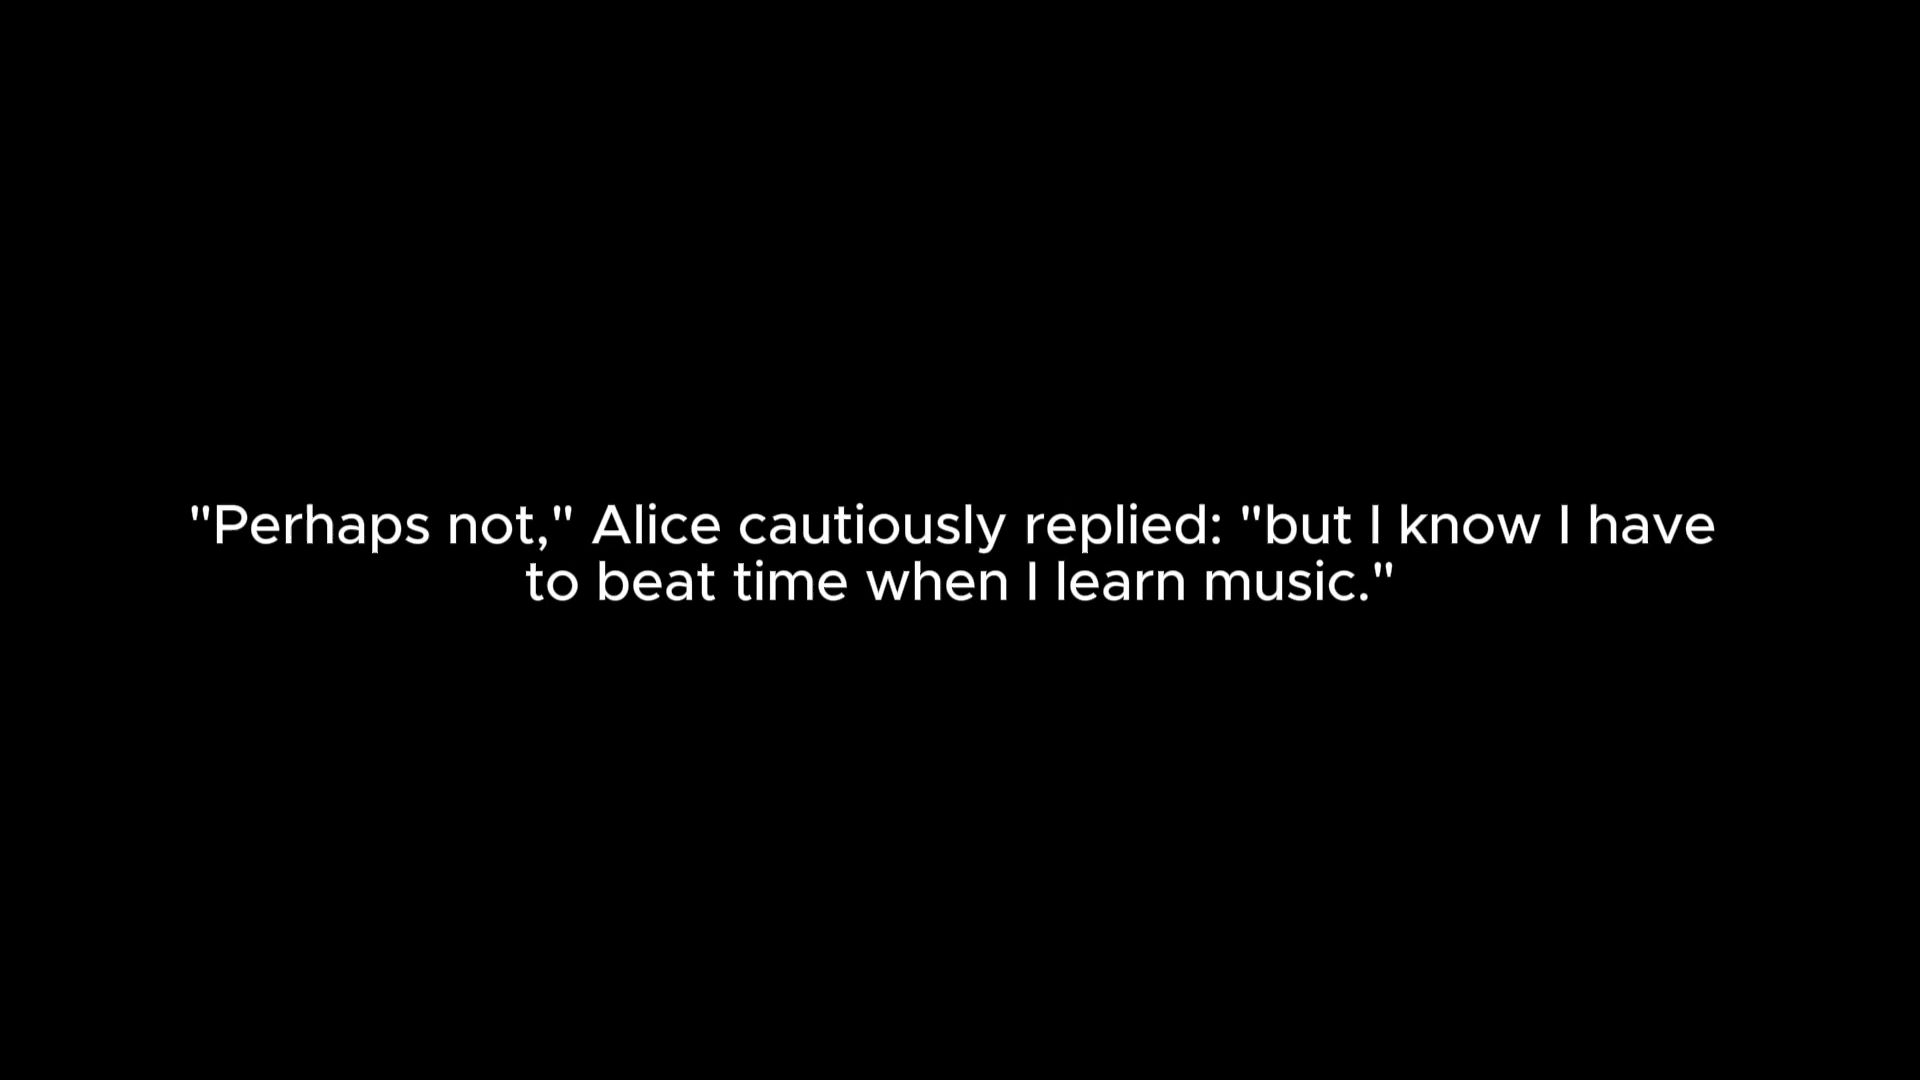 "Perhaps not," Alice cautiously replied: "but I know I have
to beat time when I learn music."